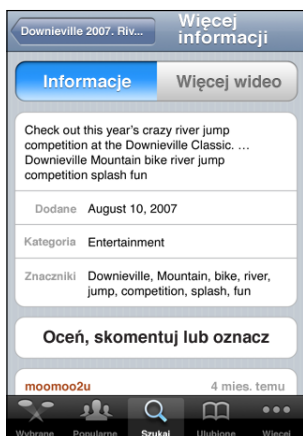 Downieville 2007. Riv...
Więcej
informacji
Informacje
Więcej wideo
Check out this year's crazy river jump
competition at the Downieville Classic. ...
Downieville Mountain bike river jump
competition splash fun
Dodane August 10, 2007
Kategoria Entertainment
Znaczniki Downieville, Mountain, bike, river,
jump, competition, splash, fun
Oceń, skomentuj lub oznacz
moomoo2u 4 mies. temu
Wybrane Popularne Szukaj Ulubione Więcej